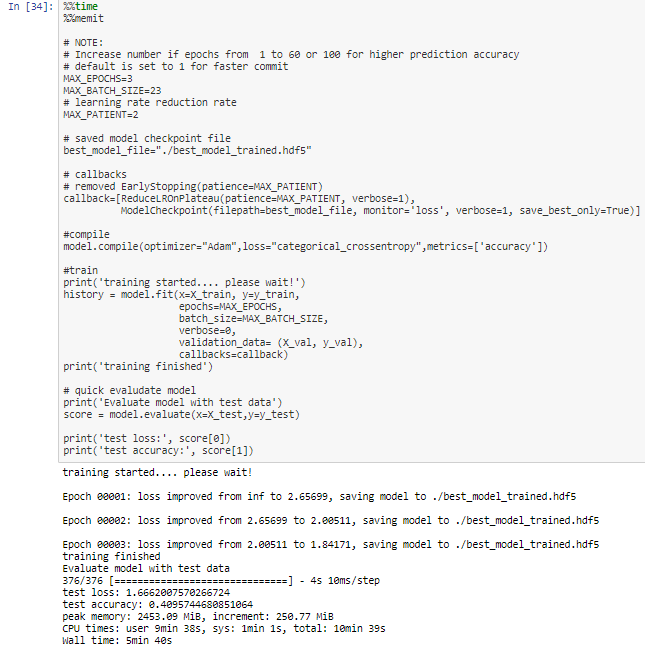 In [34]: %%time
%%memit
# NOTE:
# Increase number if epochs from  1 to 60 or 100 for higher prediction accuracy
# default is set to 1 for faster commit
MAX_EPOCHS=3
MAX_BATCH_SIZE=23
# learning rate reduction rate
MAX_PATIENT=2
# saved model checkpoint file
best_model_file="./best_model_trained.hdf5"
# callbacks
# removed EarlyStopping(patience=MAX_PATIENT)
callback=[ReduceLROnPlateau(patience=MAX_PATIENT, verbose=1),
ModelCheckpoint(filepath=best_model_file, monitor='loss', verbose=1, save_best_only=True)]
#compile
model.compile(optimizer="Adam",loss="categorical_crossentropy",metrics=['accuracy'])
#train
print('training started.... please wait!')
history = model.fit(x=X_train, y=y_train,
epochs=MAX_EPOCHS,
batch_size=MAX_BATCH_SIZE,
verbose=0,
validation_data= (X_val, y_val),
callbacks=callback)
print('training finished')
# quick evaludate model
print('Evaluate model with test data')
score = model.evaluate(x=X_test,y=y_test)
print('test loss:', score[0])
print('test accuracy:', score[1])
training started.... please wait!
Epoch 00001: loss improved from inf to 2.65699, saving model to ./best_model_trained.hdf5
Epoch 00002: loss improved from 2.65699 to 2.00511, saving model to ./best_model_trained.hdf5
Epoch 00003: loss improved from 2.00511 to 1.84171, saving model to ./best_model_trained.hdf5
training finished
Evaluate model with test data
376/376 [==============================] - 4s 10ms/step
test loss: 1.6662007570266724
test accuracy: 0.4095744680851064
peak memory: 2453.09 MiB, increment: 250.77 MiB
CPU times: user 9min 38s, sys: 1min 1s, total: 10min 39s
Wall time: 5min 40s